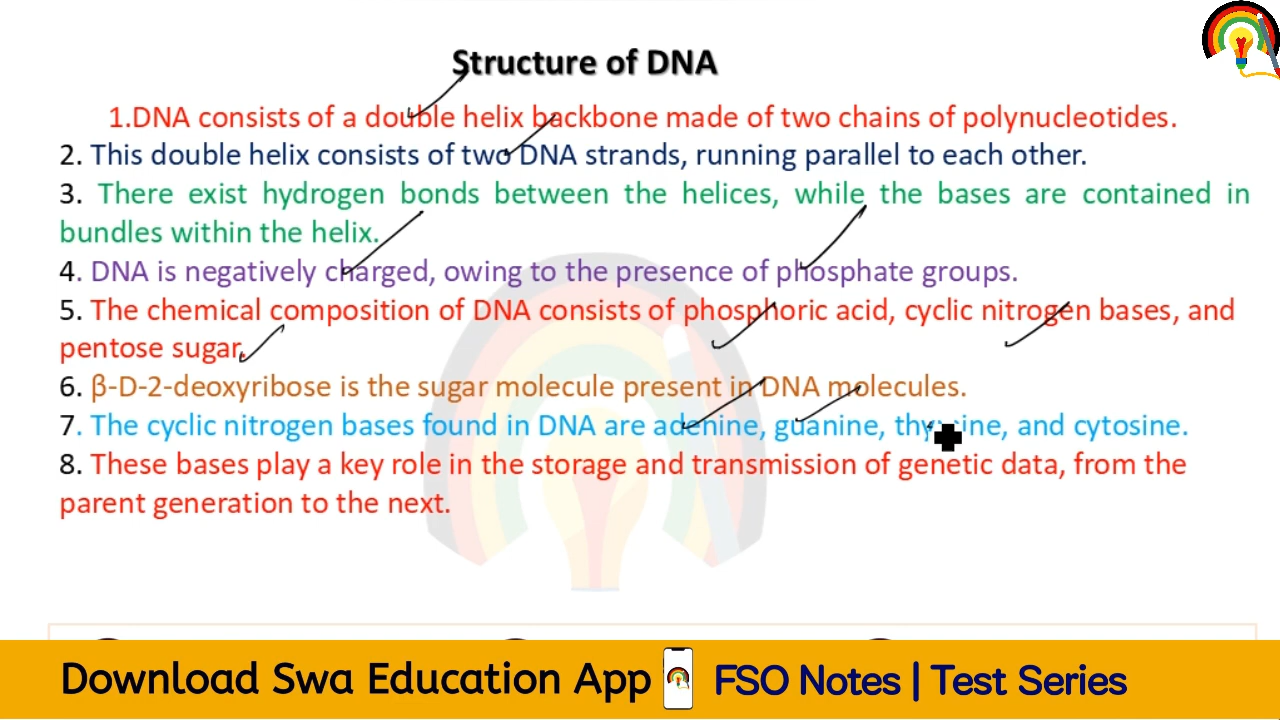 Structure of DNA
1.DNA consists of a double helix backbone made of two chains of polynucleotides.
2. This double helix consists of two DNA strands, running parallel to each other.
3. There exist hydrogen bonds between the helices, while the bases are contained in
bundles within the helix.
4. DNA is negatively charged, owing to the presence of phosphate groups.
5. The chemical composition of DNA consists of phosphoric acid, cyclic nitrogen bases, and
pentose sugar.
6. β-D-2-deoxyribose is the sugar molecule present in DNA molecules.
7. The cyclic nitrogen bases found in DNA are adenine, guanine, and cytosine.
8. These bases play a key role in the storage and transmission of genetic data, from the
parent generation to the next.
Download Swa Education App FSO Notes | Test Series